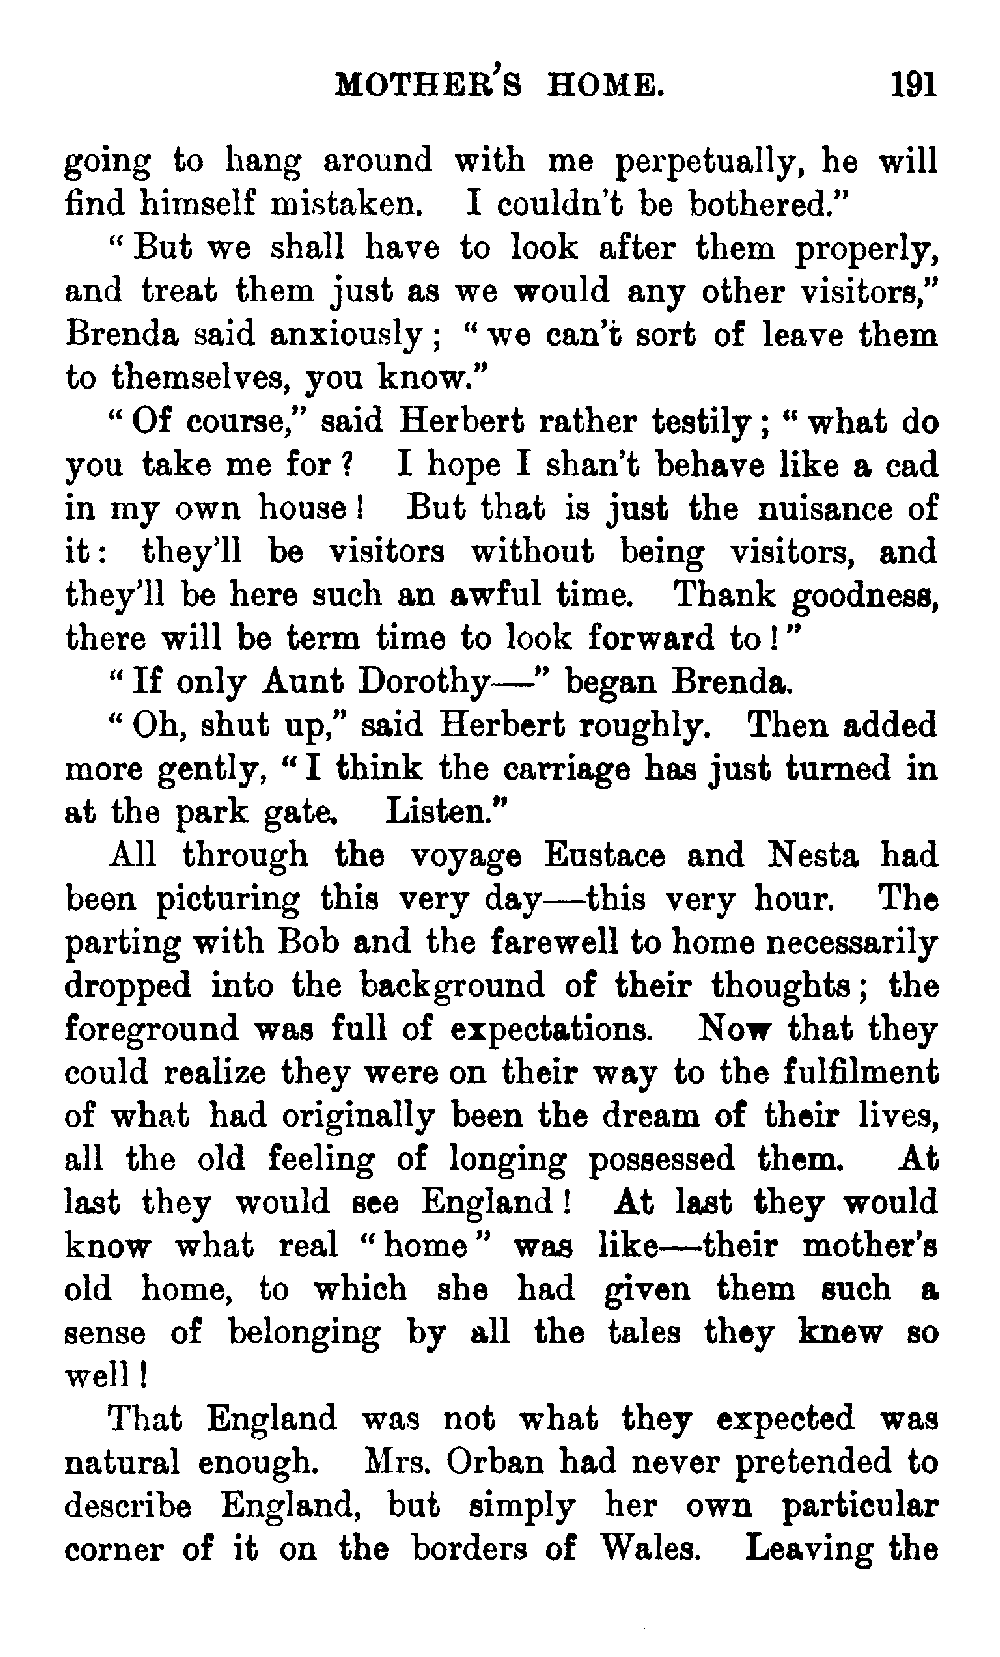 MOTHER'S HOME. 191
going to hang around with me perpetually, he will
find himself mistaken. I couldn't be bothered."
"But we shall have to look after them properly,
and treat them just as we would any other visitors,"
Brenda said anxiously; "we can't sort of leave them
to themselves, you know."
"Of course," said Herbert rather testily; "what do
you take me for? I hope I shan't behave like a cad
in my own house! But that is just the nuisance of
it: they'll be visitors without being visitors, and
they'll be here such an awful time. Thank goodness,
there will be term time to look forward to!"
"If only Aunt Dorothy—" began Brenda.
"Oh, shut up," said Herbert roughly. Then added
more gently, "I think the carriage has just turned in
at the park gate. Listen."
All through the voyage Eustace and Nesta had
been picturing this very day—this very hour. The
parting with Bob and the farewell to home necessarily
dropped into the background of their thoughts; the
foreground was full of expectations. Now that they
could realize they were on their way to the fulfilment
of what had originally been the dream of their lives,
all the old feeling of longing possessed them. At
last they would see England! At last they would
know what real "home" was like—their mother's
old home, to which she had given them such a
sense of belonging by all the tales they knew so
well!
That England was not what they expected was
natural enough. Mrs. Orban had never pretended to
describe England, but simply her own particular
corner of it on the borders of Wales. Leaving the